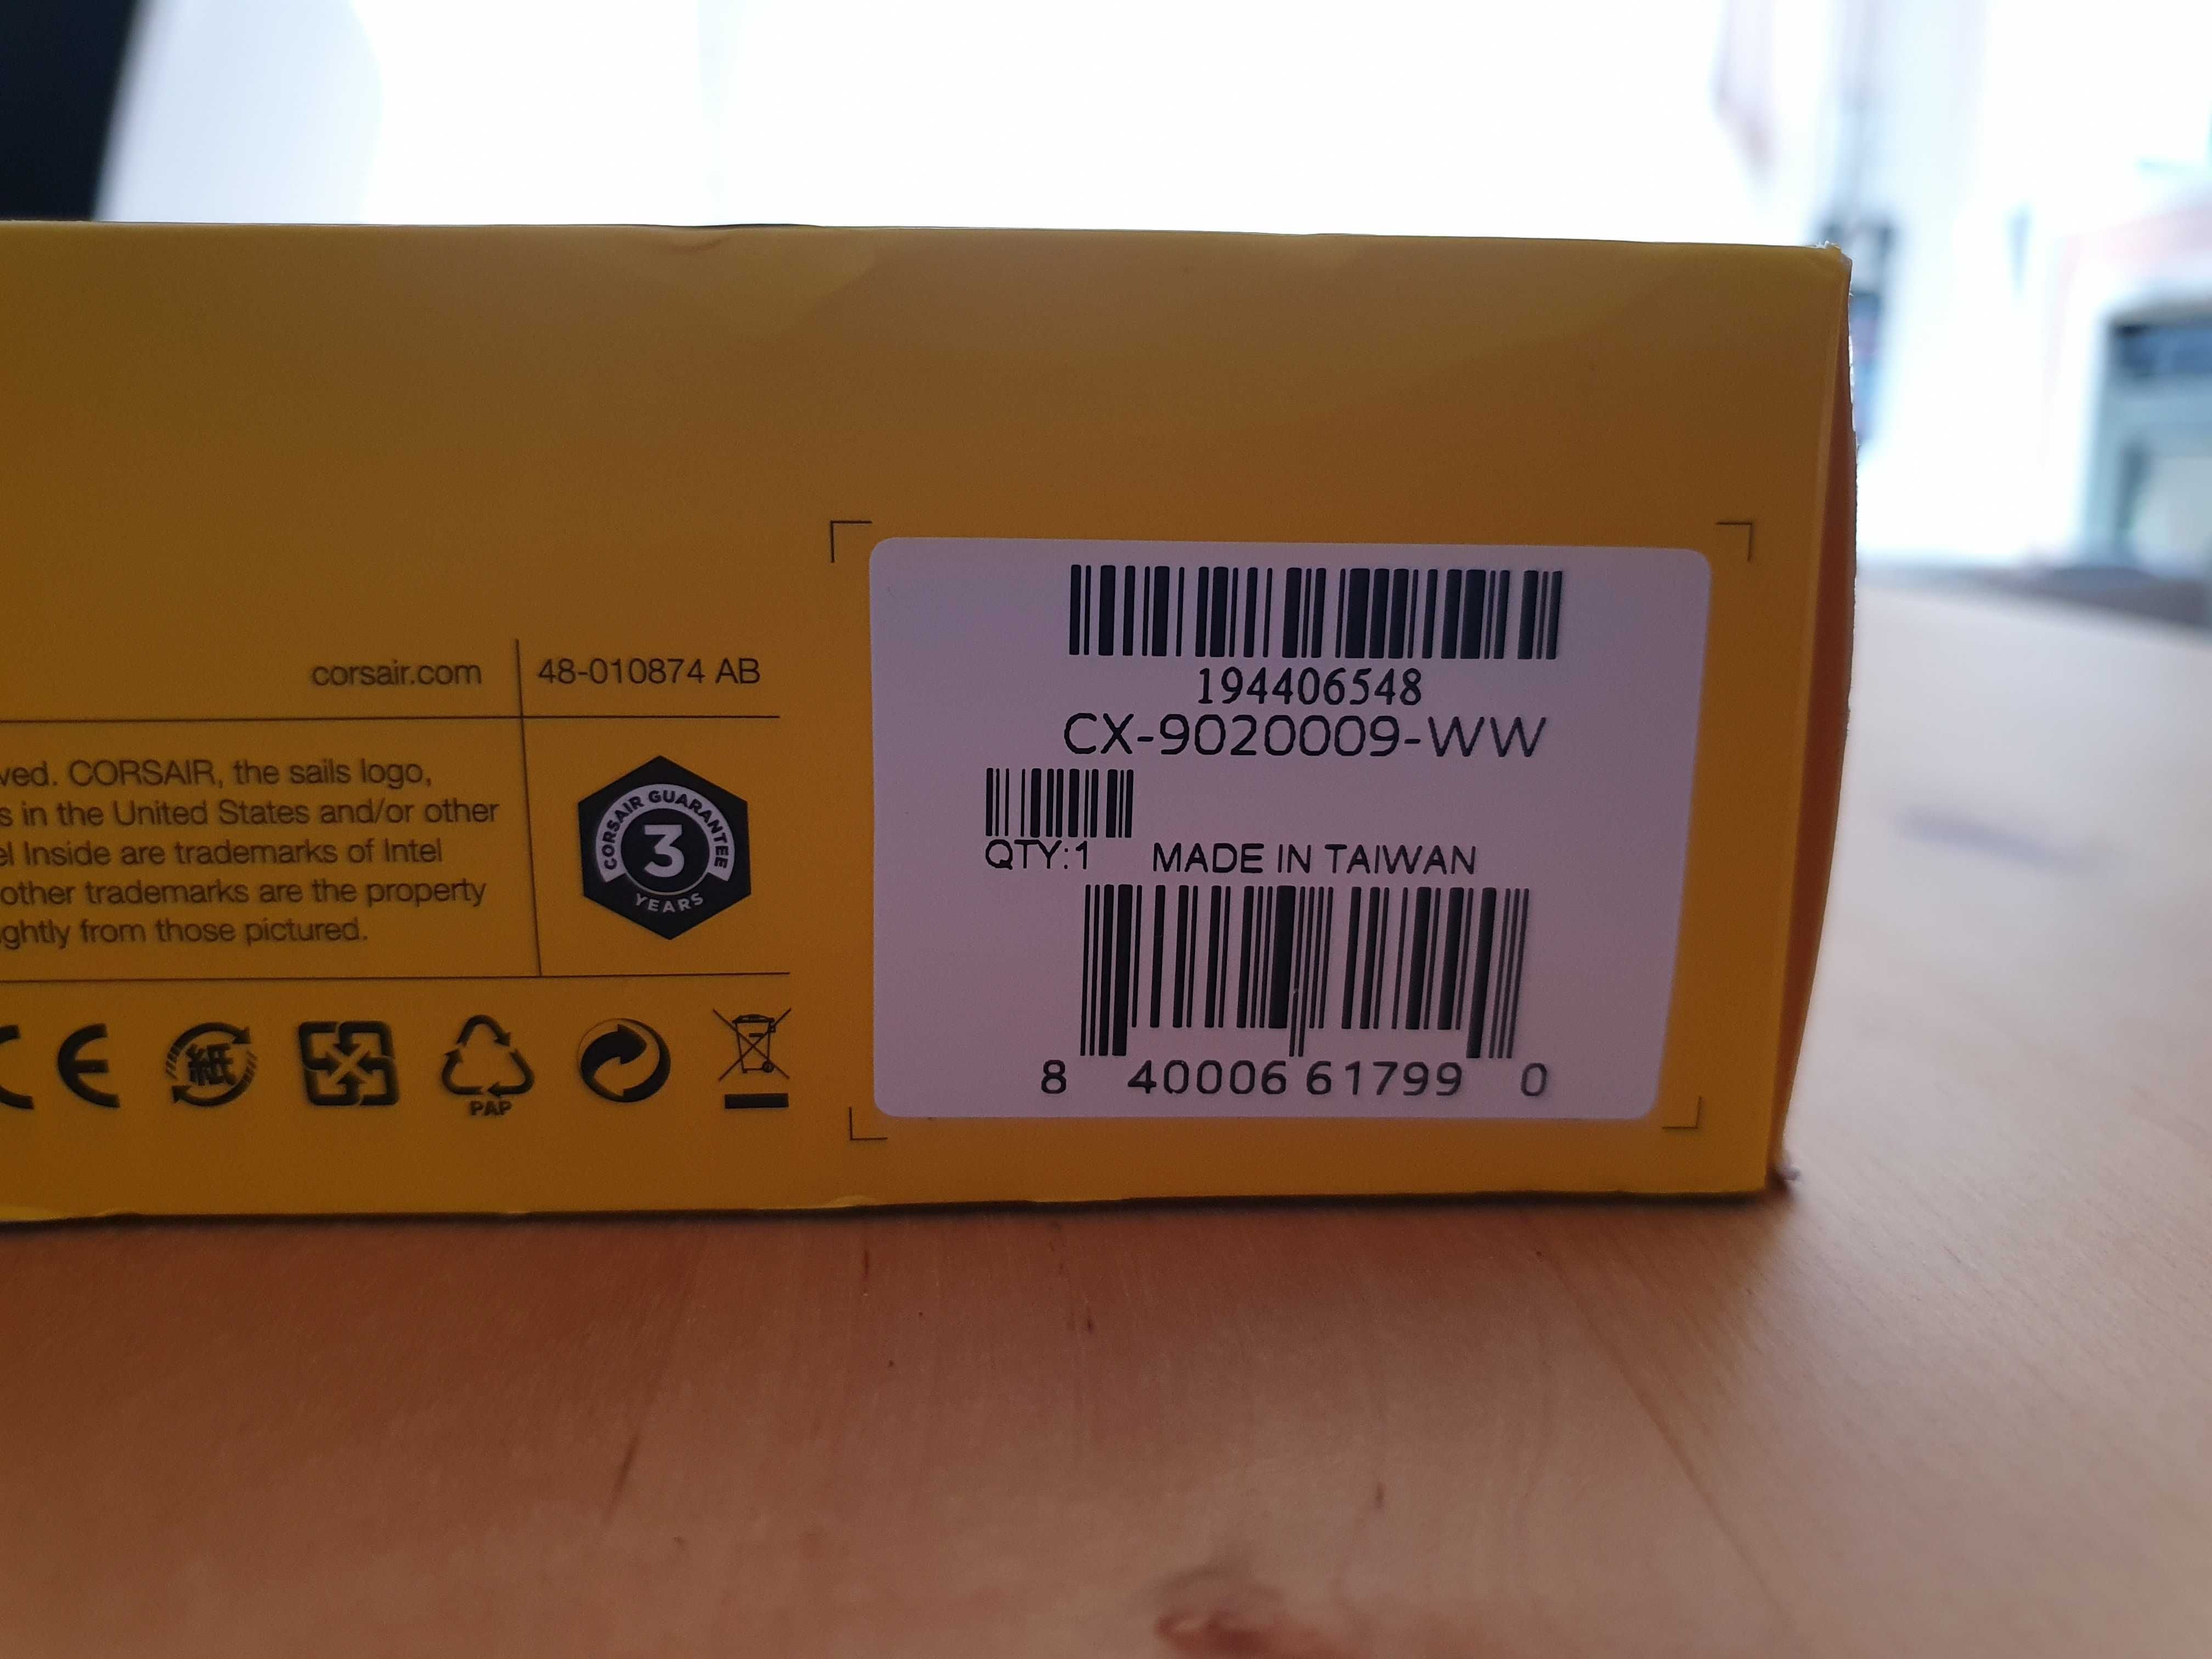 corsair.com
48-010874 AB
ved. CORSAIR, the sails logo,
s in the United States and/or other
el Inside are trademarks of Intel
other trademarks are the property
ghtly from those pictured.
CORSAIR GUARANTEE
3
YEARS
CE
紙
PAP
194406548
CX-9020009-WW
QTY:1 MADE IN TAIWAN
8 40006 61799 0